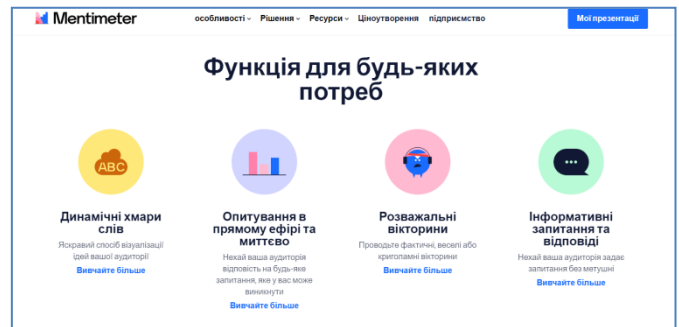 Mentimeter
особливості Рішення Ресурси Ціноутворення підприємство
Мої презентації
Функція для будь-яких
потреб
ABC
Динамічні хмари
слів
Яскравий спосіб візуалізації
ідей вашої аудиторії
Вивчайте більше
Опитування в
прямому ефірі та
миттєво
Нехай ваша аудиторія
відповість на будь-яке
запитання, яке у вас може
виникнути
Вивчайте більше
Розважальні
вікторини
Проводьте фактичні, веселі або
криголамні вікторини
Вивчайте більше
Інформативні
запитання та
відповіді
Нехай ваша аудиторія задає
запитання без метушні
Вивчайте більше